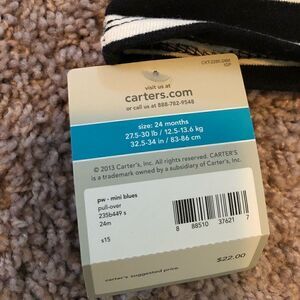 visit us at
carters.com
or call us at 888-782-9548
size: 24 months
27.5-30 lb / 12.5-13.6 kg
32.5-34 in / 83-86 cm
© 2013 Carter's, Inc. All rights reserved. CARTER'S
is a trademark owned by a subsidiary of Carter's, Inc.
pw - mini blues
pull-over
235b449 s
24m
s15
8 88510 37621 7
carter's suggested price
$22.00